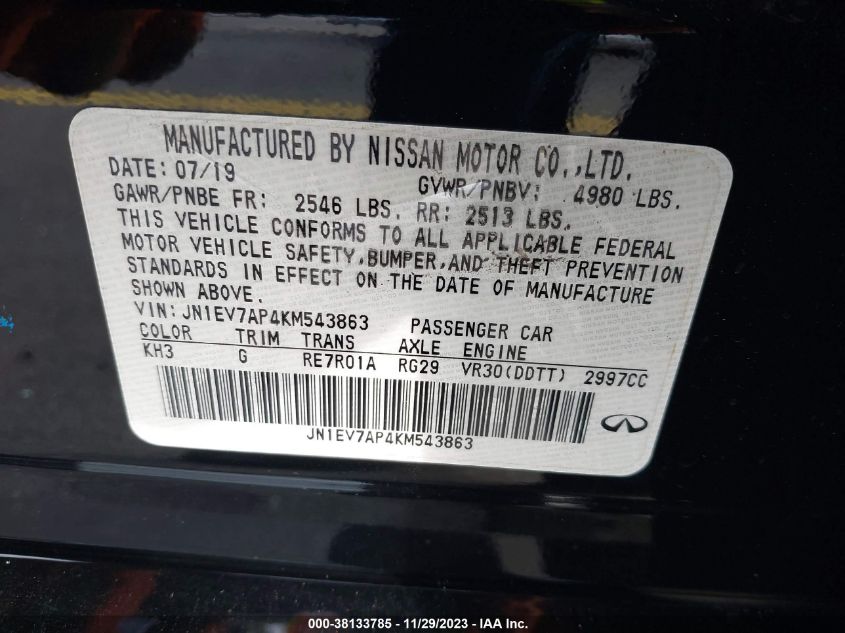 MANUFACTURED BY NISSAN MOTOR CO.,LTD.
DATE: 07/19 GVWR/PNBV: 4980 LBS.
GAWR/PNBE FR: 2546 LBS. RR: 2513 LBS.
THIS VEHICLE CONFORMS TO ALL APPLICABLE FEDERAL
MOTOR VEHICLE SAFETY,BUMPER,AND THEFT PREVENTION
STANDARDS IN EFFECT ON THE DATE OF MANUFACTURE
SHOWN ABOVE.
VIN: JN1EV7AP4KM543863 PASSENGER CAR
COLOR TRIM TRANS AXLE ENGINE
KH3 G RE7R01A RG29 VR30(DDTT) 2997CC
JN1EV7AP4KM543863
000-38133785 - 11/29/2023 - IAA Inc.